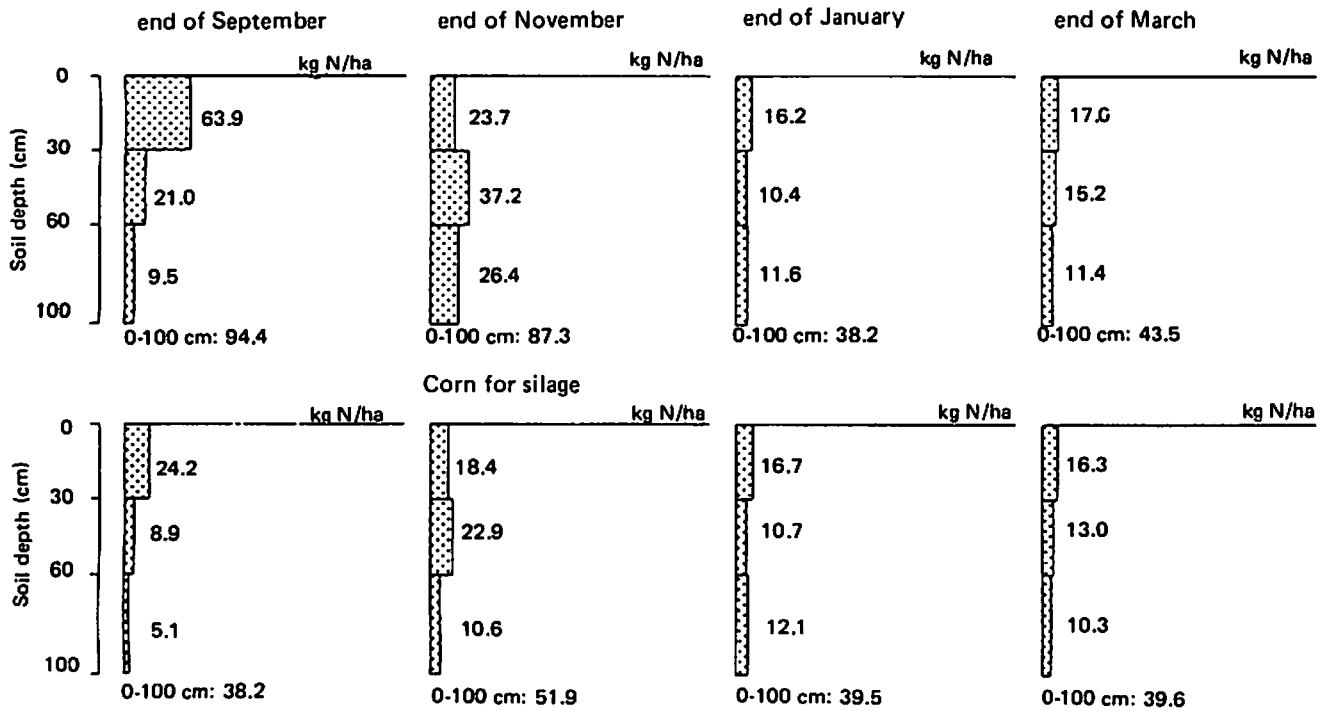 end of September end of November end of January end of March
kg N/ha kg N/ha kg N/ha kg N/ha
Soil depth (cm)
0
63.9 23.7 16.2 17.0
30
21.0 37.2 10.4 15.2
60
9.5 26.4 11.6 11.4
100
0-100 cm: 94.4 0-100 cm: 87.3 0-100 cm: 38.2 0-100 cm: 43.5
Corn for silage
kg N/ha kg N/ha kg N/ha kg N/ha
Soil depth (cm)
0
24.2 18.4 16.7 16.3
30
8.9 22.9 10.7 13.0
60
5.1 10.6 12.1 10.3
100
0-100 cm: 38.2 0-100 cm: 51.9 0-100 cm: 39.5 0-100 cm: 39.6